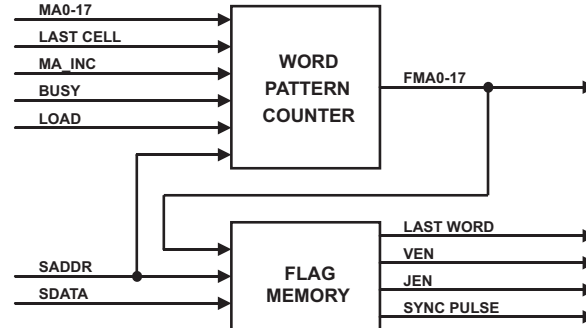 MA0-17
LAST CELL
MA_INC
BUSY
LOAD
WORD
PATTERN
COUNTER
FMA0-17
SADDR
SDATA
FLAG
MEMORY
LAST WORD
VEN
JEN
SYNC PULSE